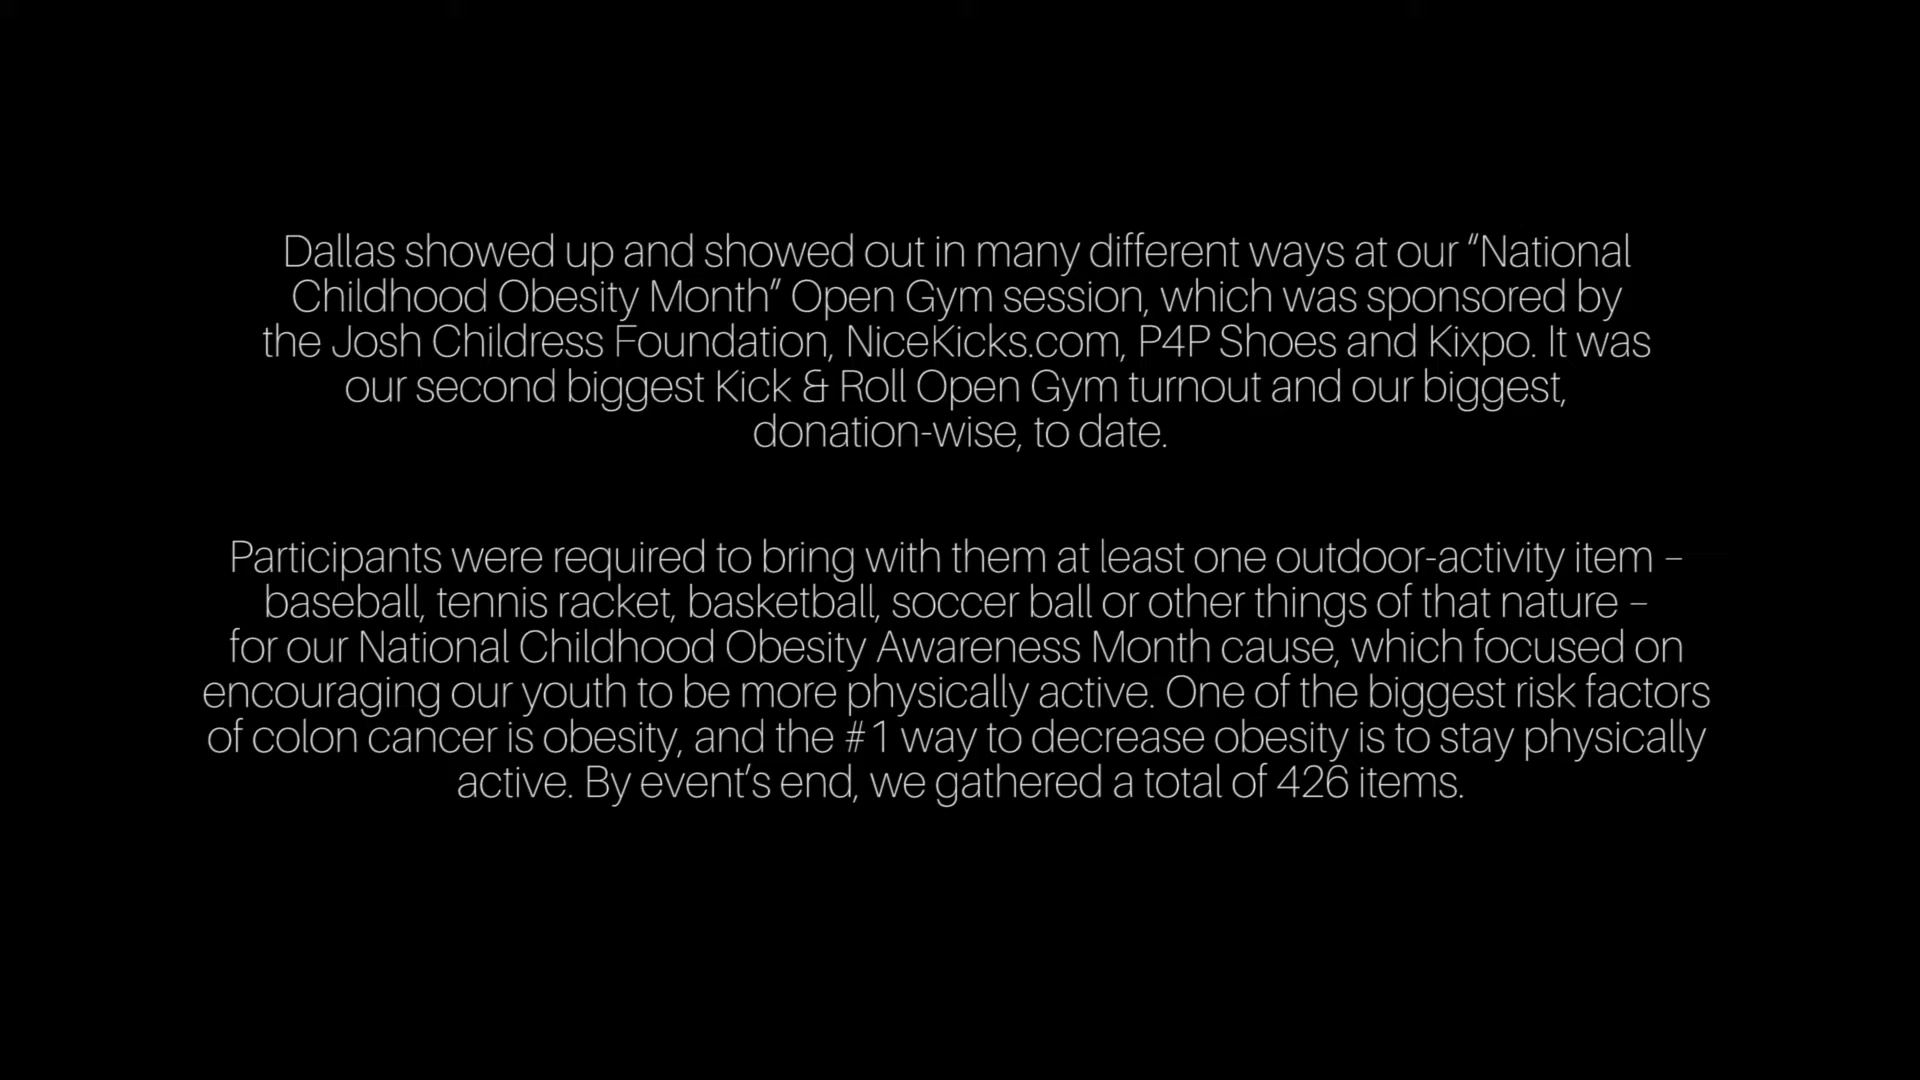 Dallas showed up and showed out in many different ways at our “National
Childhood Obesity Month” Open Gym session, which was sponsored by
the Josh Childress Foundation, NiceKicks.com, P4P Shoes and Kixpo. It was
our second biggest Kick & Roll Open Gym turnout and our biggest,
donation-wise, to date.
Participants were required to bring with them at least one outdoor-activity item –
baseball, tennis racket, basketball, soccer ball or other things of that nature –
for our National Childhood Obesity Awareness Month cause, which focused on
encouraging our youth to be more physically active. One of the biggest risk factors
of colon cancer is obesity, and the #1 way to decrease obesity is to stay physically
active. By event’s end, we gathered a total of 426 items.